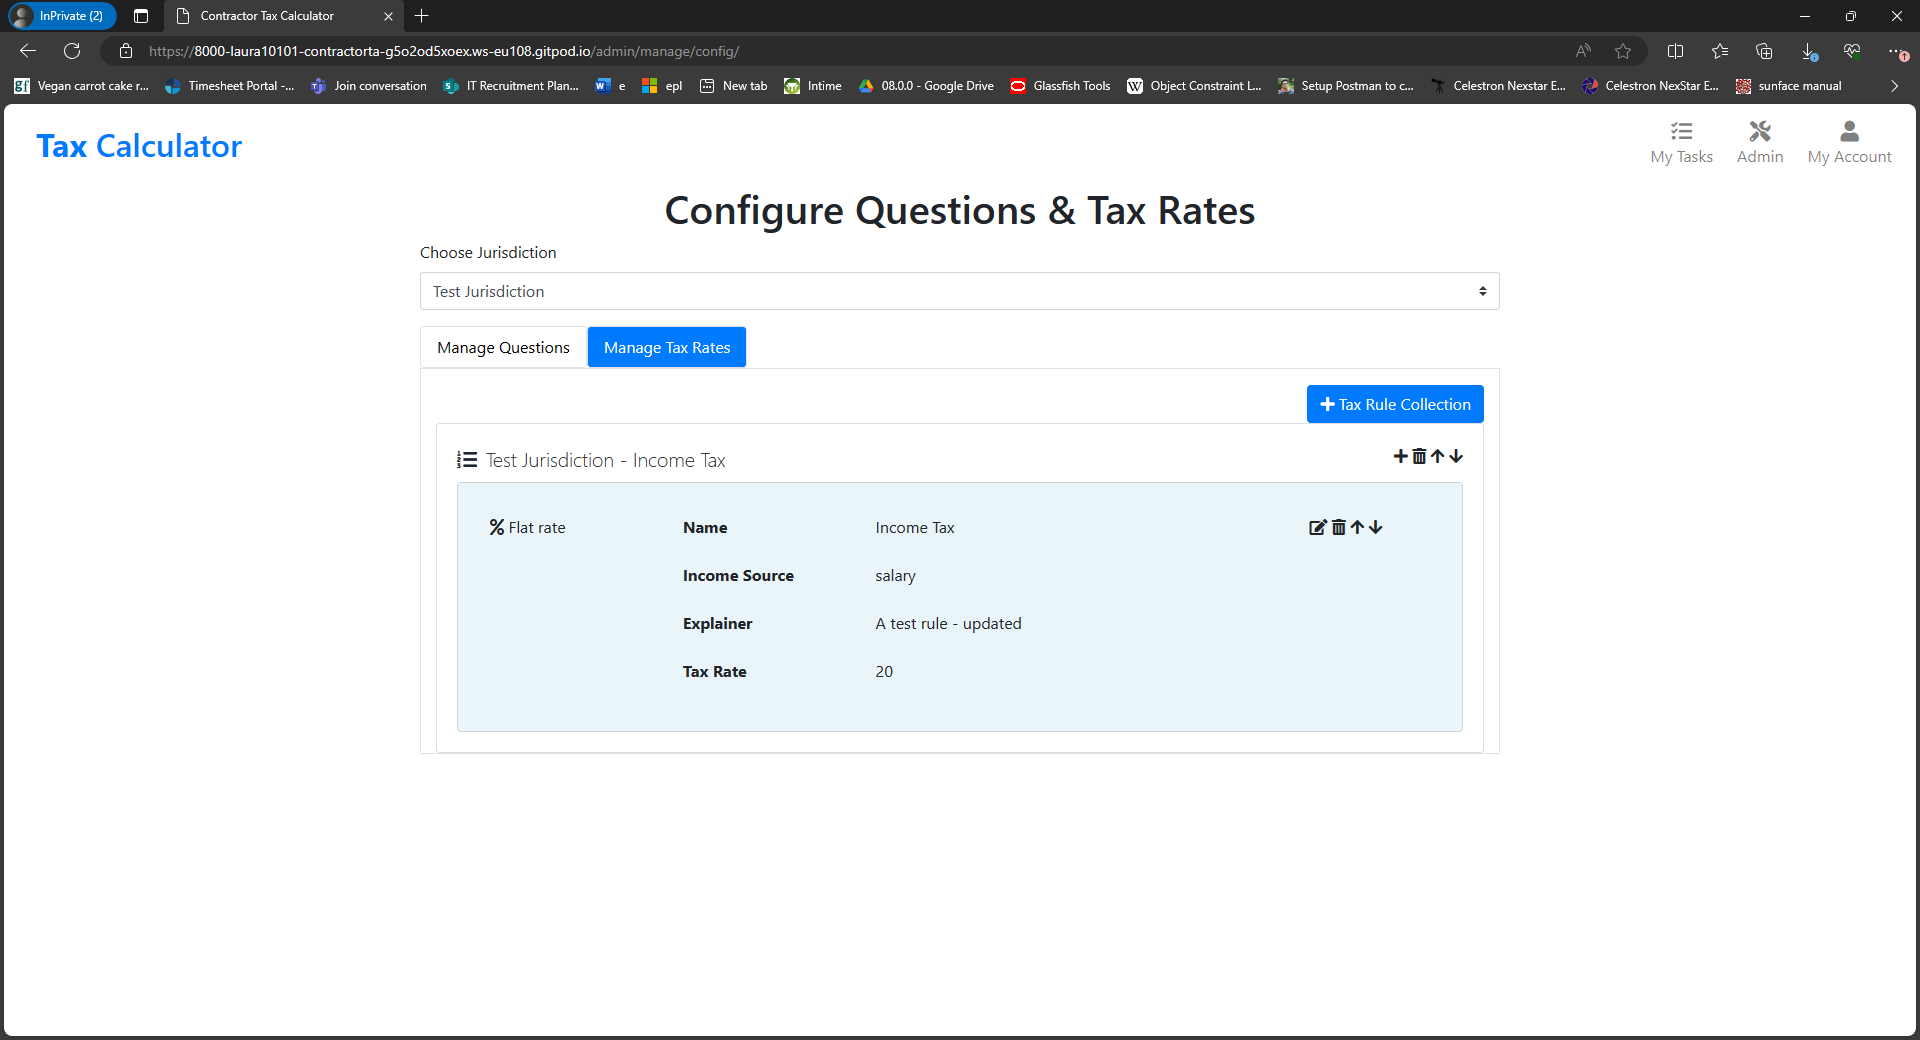 InPrivate (2)
Contractor Tax Calculator
https://8000-laura10101-contractorta-g5o2od5xoex.ws-eu108.gitpod.io/admin/manage/config/
Vegan carrot cake r... Timesheet Portal -... Join conversation IT Recruitment Plan... e epl New tab Intime 08.0.0 - Google Drive Glassfish Tools Object Constraint L... Setup Postman to c... Celestron Nexstar E... Celestron NexStar E... sunface manual
Tax Calculator
My Tasks Admin My Account
Configure Questions & Tax Rates
Choose Jurisdiction
Test Jurisdiction
Manage Questions Manage Tax Rates
Tax Rule Collection
Test Jurisdiction - Income Tax
Flat rate Name Income Tax
Income Source salary
Explainer A test rule - updated
Tax Rate 20